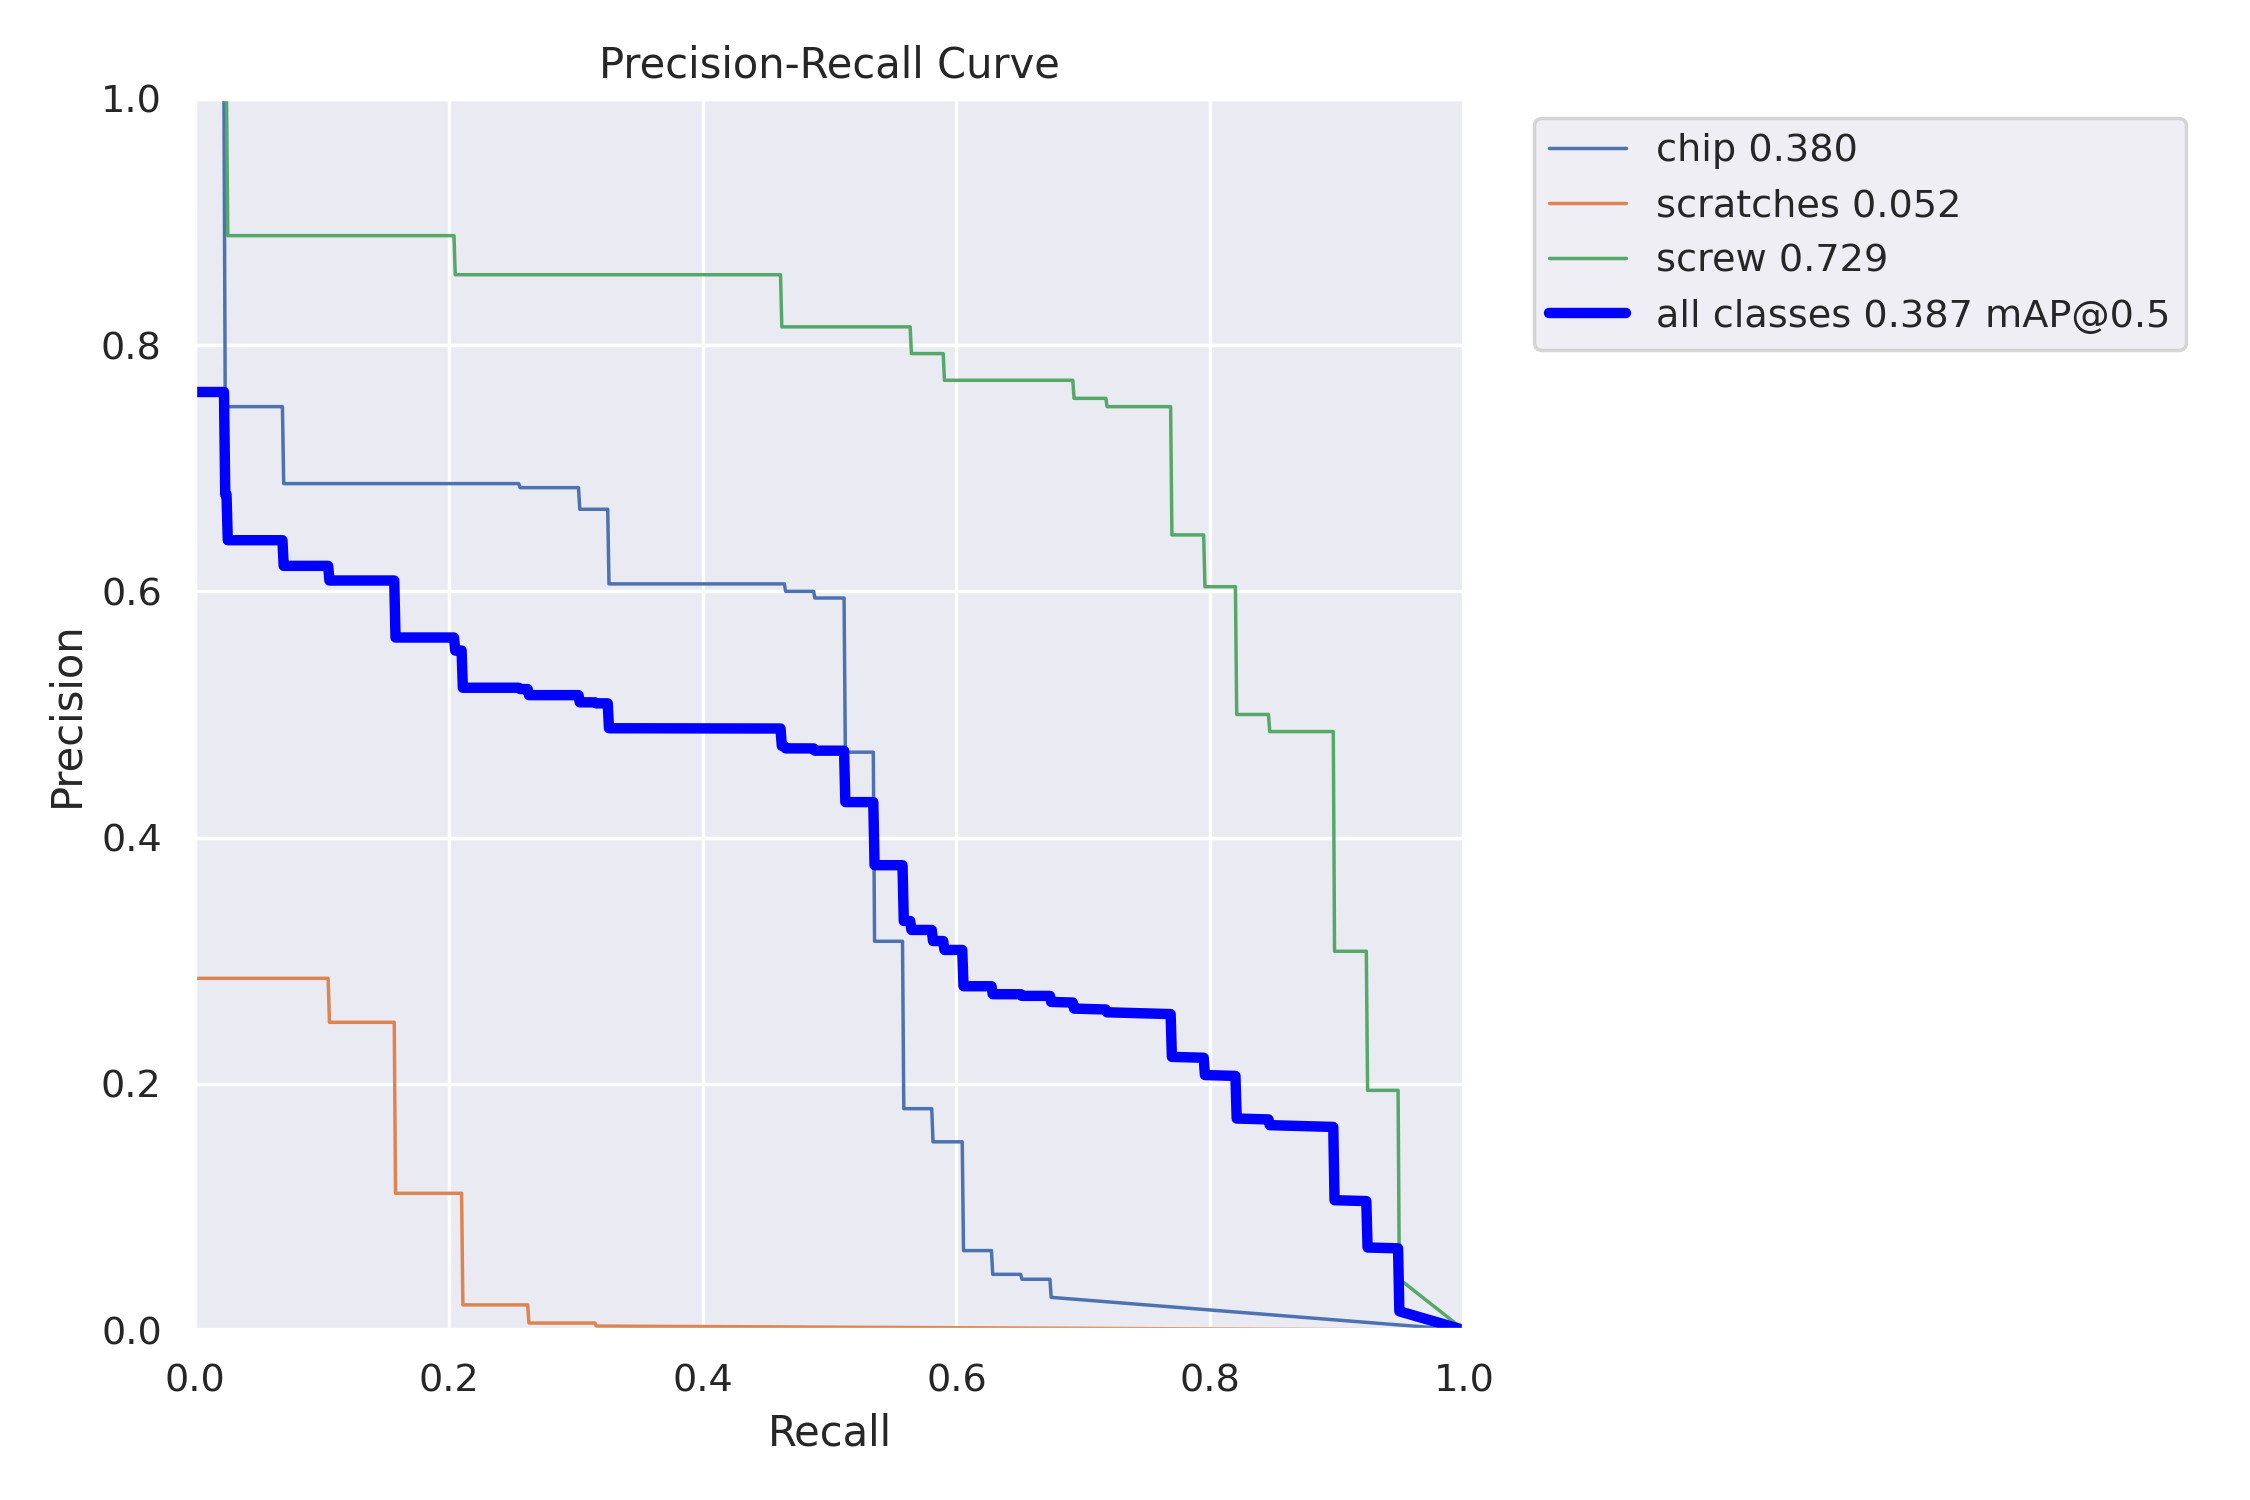 Precision-Recall Curve
1.0
0.8
0.6
0.4
0.2
0.0
Precision
0.0 0.2 0.4 0.6 0.8 1.0
Recall
chip 0.380
scratches 0.052
screw 0.729
all classes 0.387 mAP@0.5